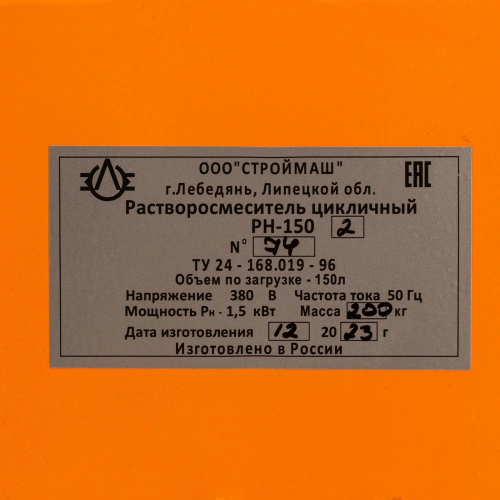 ООО"СТРОЙМАШ" ЕАС
г.Лебедянь, Липецкой обл.
Растворосмеситель цикличный
РН-150 2
N° 74
ТУ 24 - 168.019 - 96
Объем по загрузке - 150л
Напряжение 380 В Частота тока 50 Гц
Мощность Рн - 1,5 кВт Масса 200 кг
Дата изготовления 12 20 23 г
Изготовлено в России